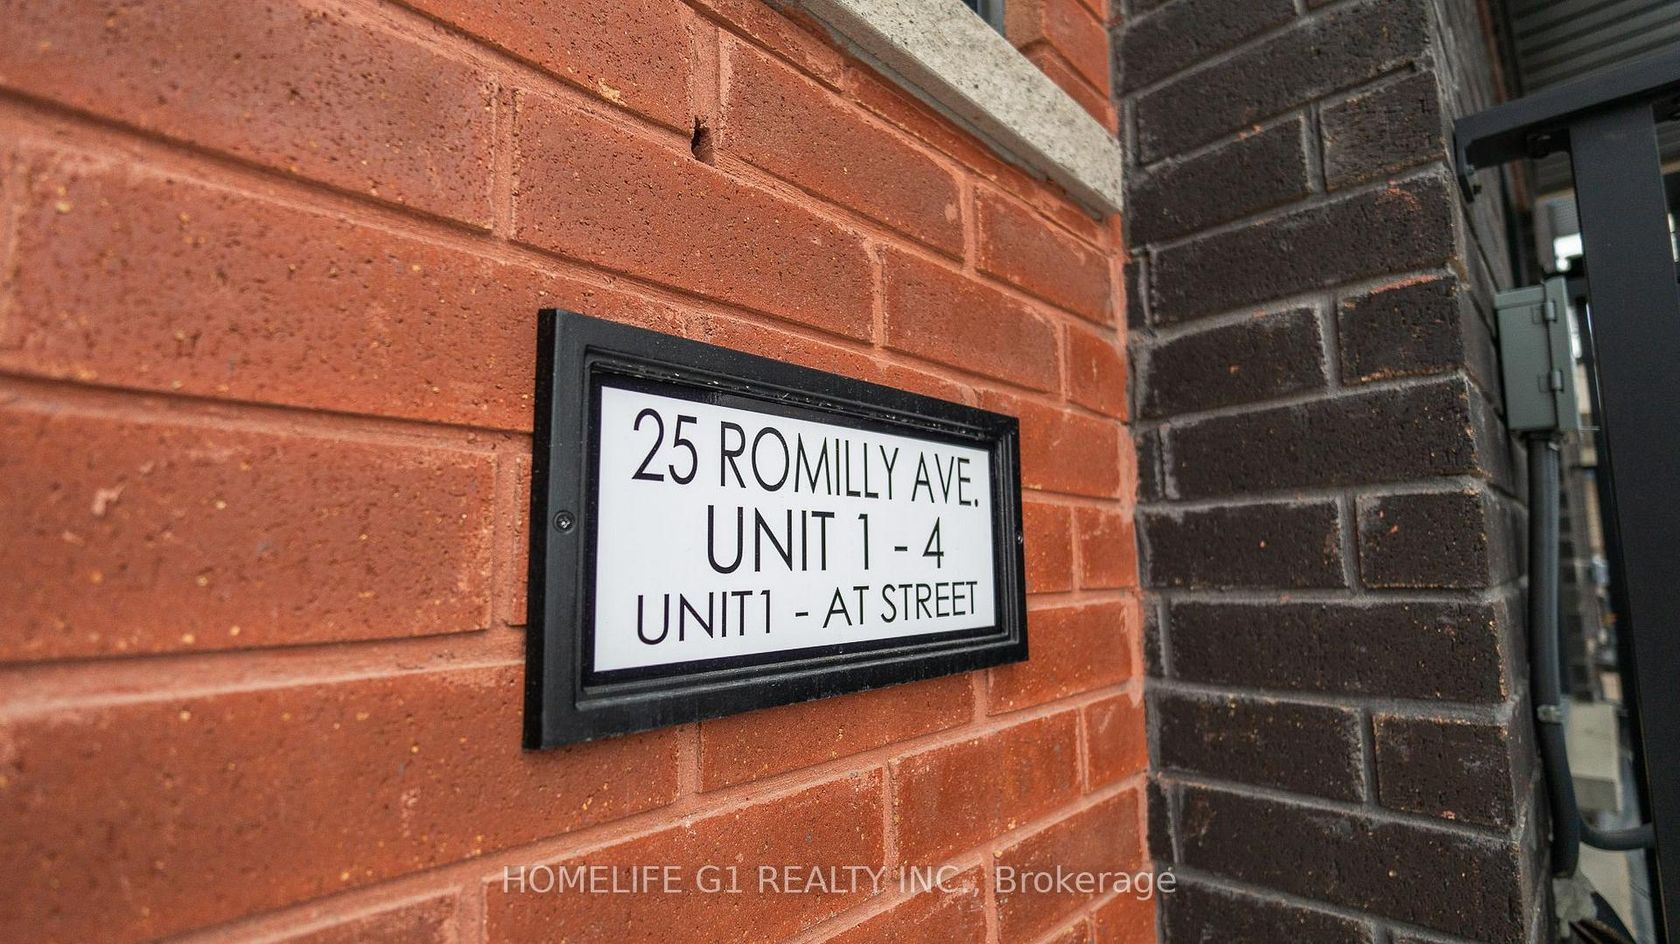 25 ROMILLY AVE.
UNIT 1 - 4
UNIT1 - AT STREET
HOMELIFE G1 REALTY INC., Brokerage